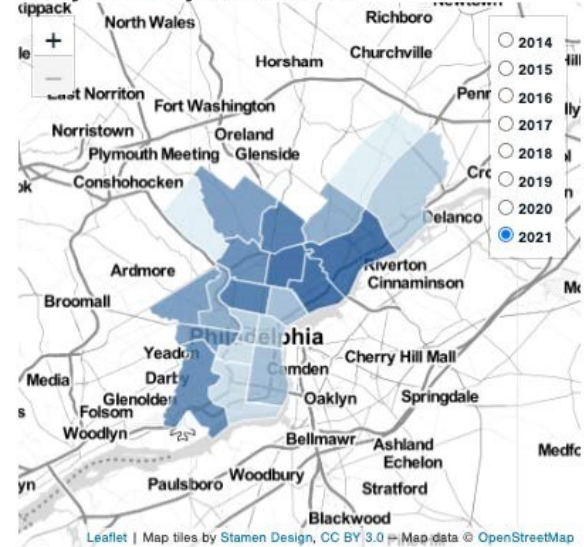 North Wales
Richboro
+
2014
Churchville
−
Horsham
2015
East Norriton
Fort Washington
2016
Norristown
Oreland
2017
Plymouth Meeting
Glenside
2018
Conshohocken
2019
2020
Delanco
2021
Ardmore
Riverton
Cinnaminson
Broomall
Philadelphia
Yeadon
Cherry Hill Mall
Media
Darby
Camden
Glenolden
Oaklyn
Springdale
Folsom
Woodlyn
Bellmawr
Ashland
Echelon
Paulsboro
Woodbury
Stratford
Blackwood
Leaflet | Map tiles by Stamen Design, CC BY 3.0 — Map data © OpenStreetMap